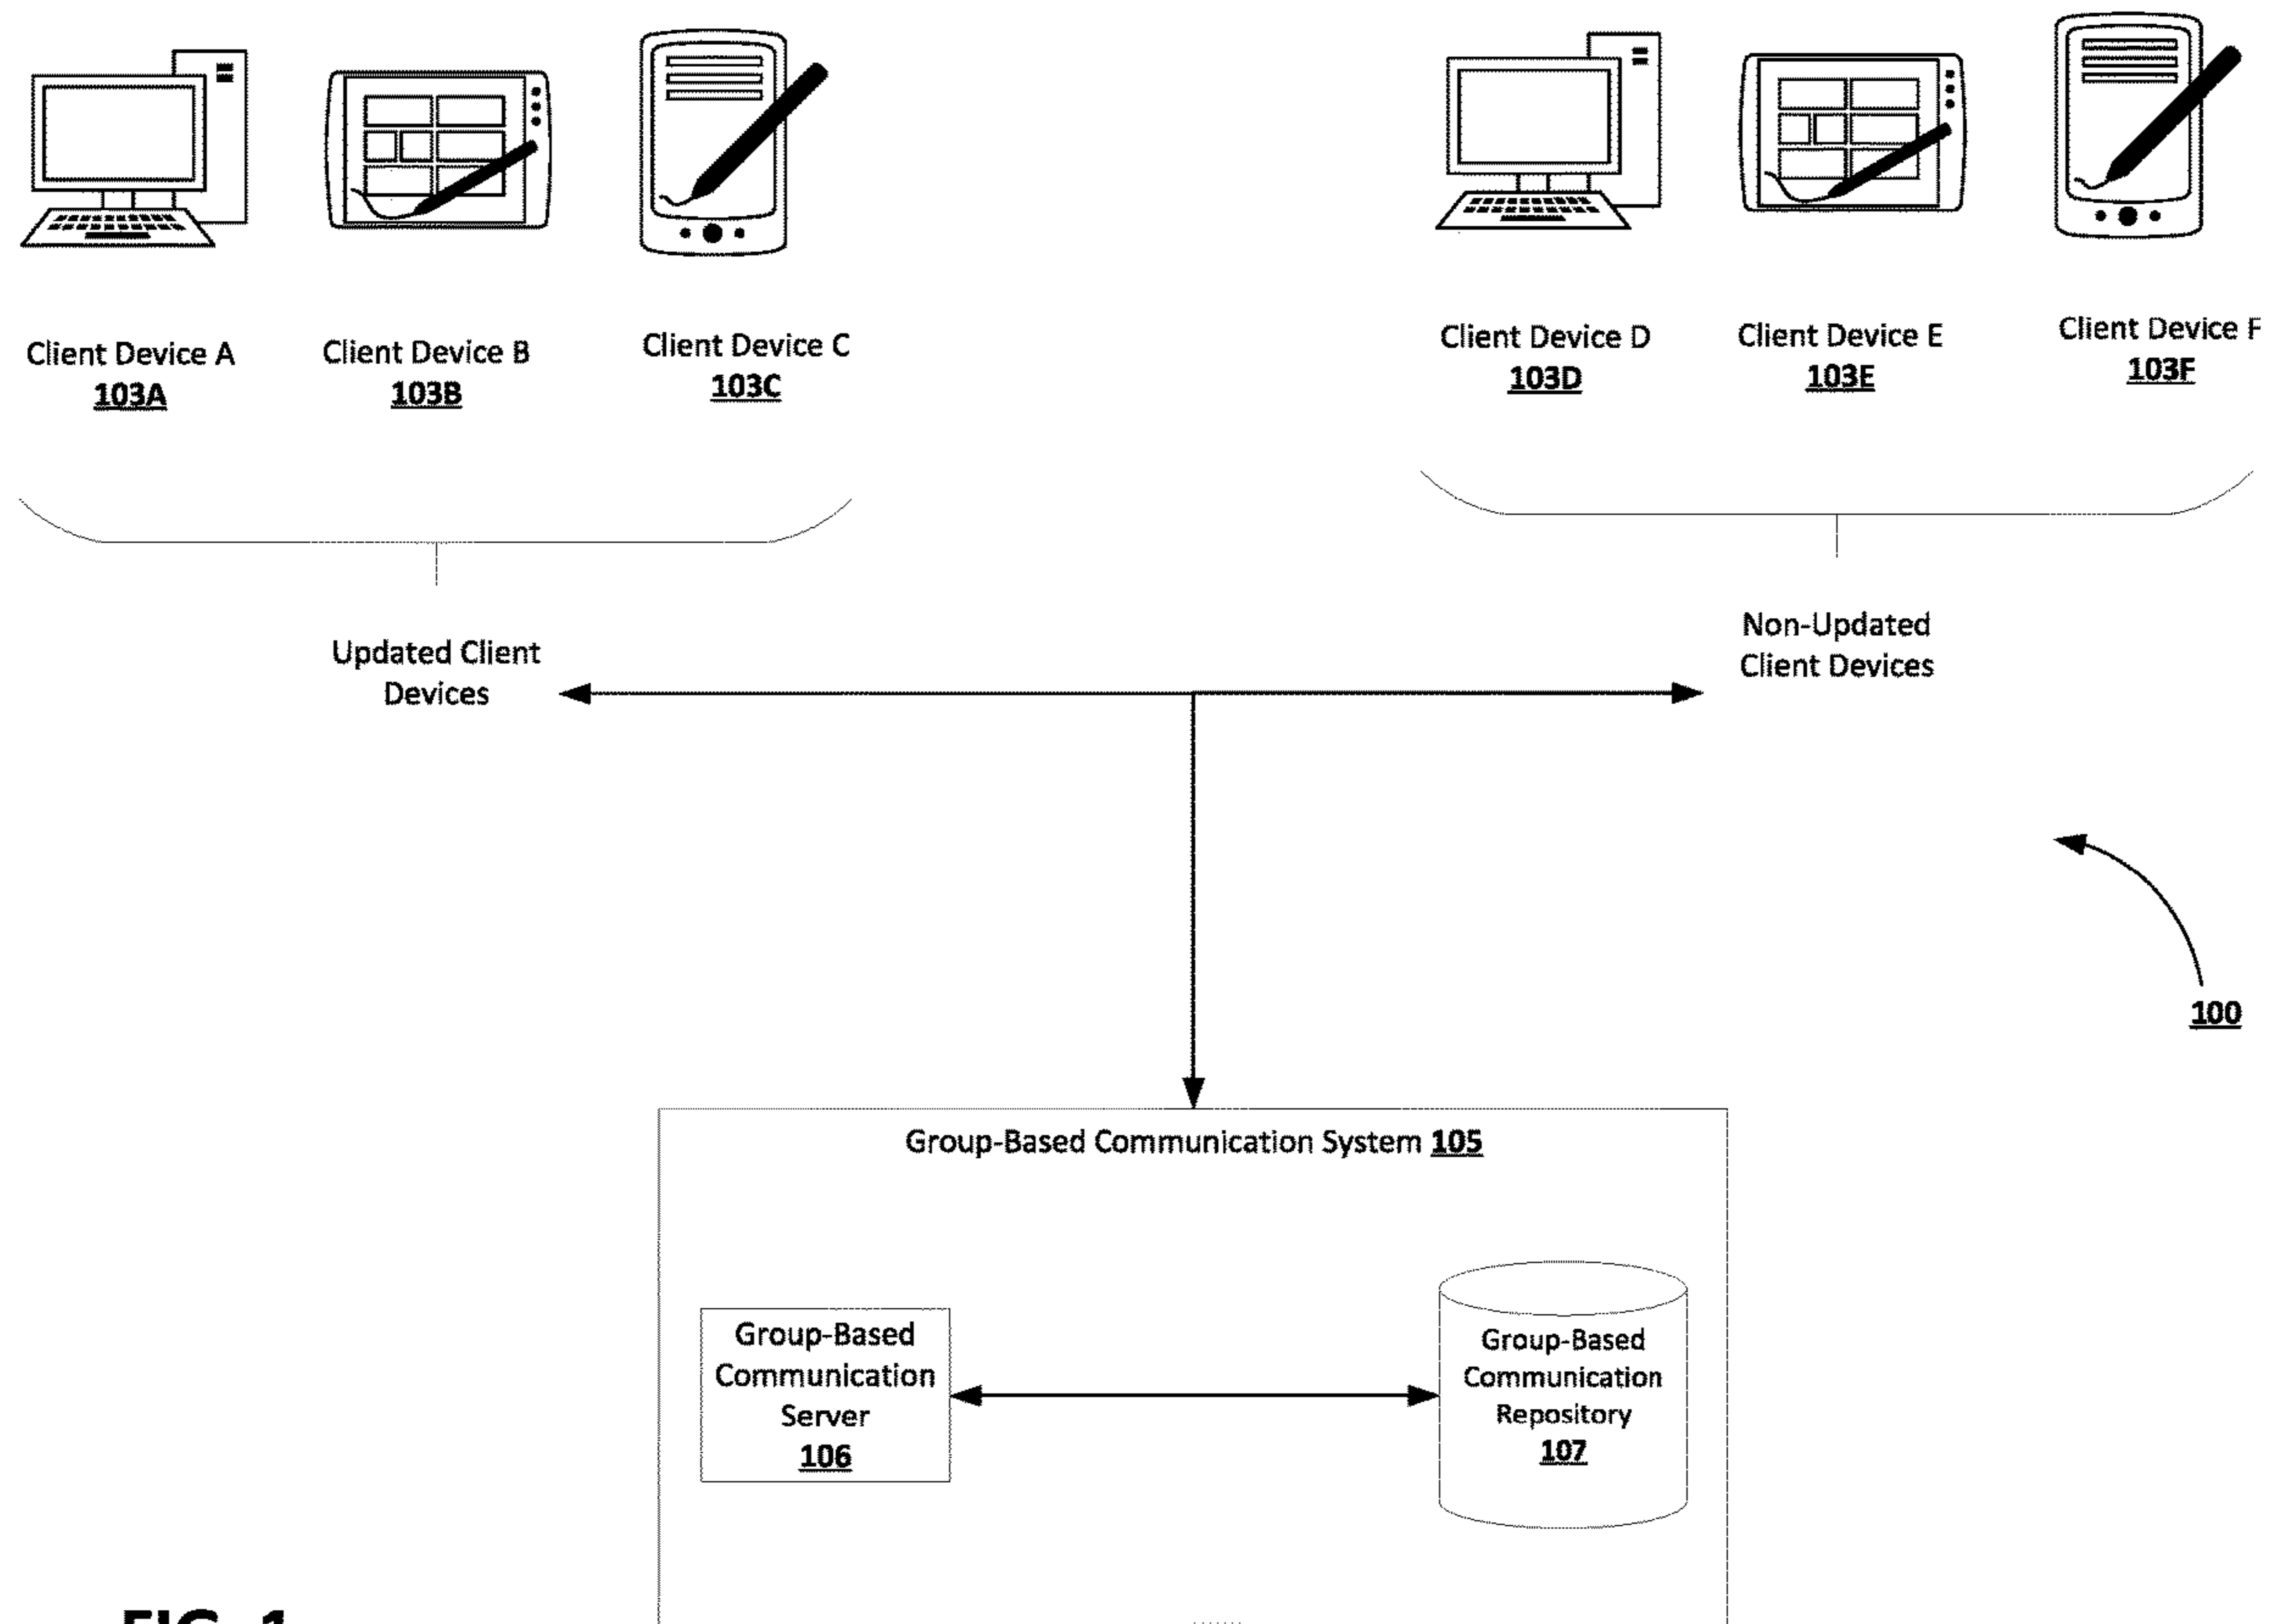 Client Device A
103A
Client Device B
103B
Client Device C
103C
Client Device D
103D
Client Device E
103E
Client Device F
103F
Updated Client
Devices
Non-Updated
Client Devices
100
Group-Based Communication System 105
Group-Based
Communication
Server
106
Group-Based
Communication
Repository
107
FIG. 1